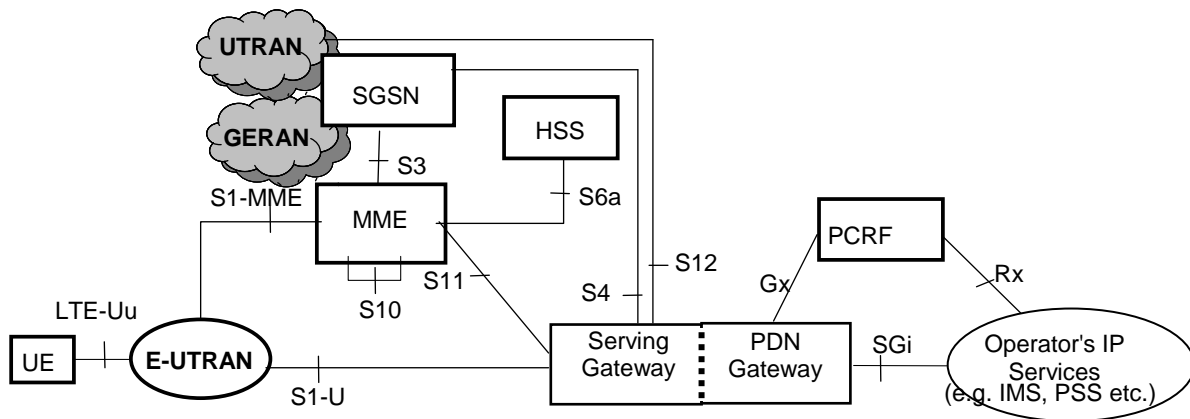 UTRAN
SGSN
GERAN
HSS
S3
S1-MME
S6a
MME
PCRF
S11
S12
S10
S4
Gx
Rx
LTE-Uu
UE
E-UTRAN
S1-U
Serving
Gateway
PDN
Gateway
SGi
Operator's IP
Services
(e.g. IMS, PSS etc.)